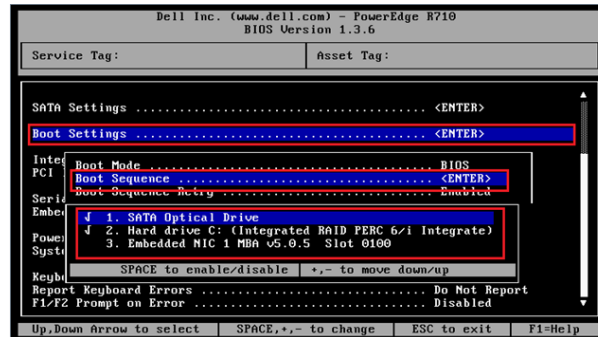 Dell Inc. (www.dell.com) - PowerEdge R710
BIOS Version 1.3.6
Service Tag: Asset Tag:
SATA Settings ...................................... <ENTER>
Boot Settings ...................................... <ENTER>
Boot Mode ...................................... BIOS
PCI
Boot Sequence ................................... <ENTER>
Boot Sequence Retry ............................. Enabled
√ 1. SATA Optical Drive
√ 2. Hard drive C: (Integrated RAID PERC 6/i Integrate)
3. Embedded NIC 1 MBA v5.0.5 Slot 0100
SPACE to enable/disable +,- to move down/up
Report Keyboard Errors ............................. Do Not Report
F1/F2 Prompt on Error .............................. Disabled
Up,Down Arrow to select SPACE,+,- to change ESC to exit F1=Help